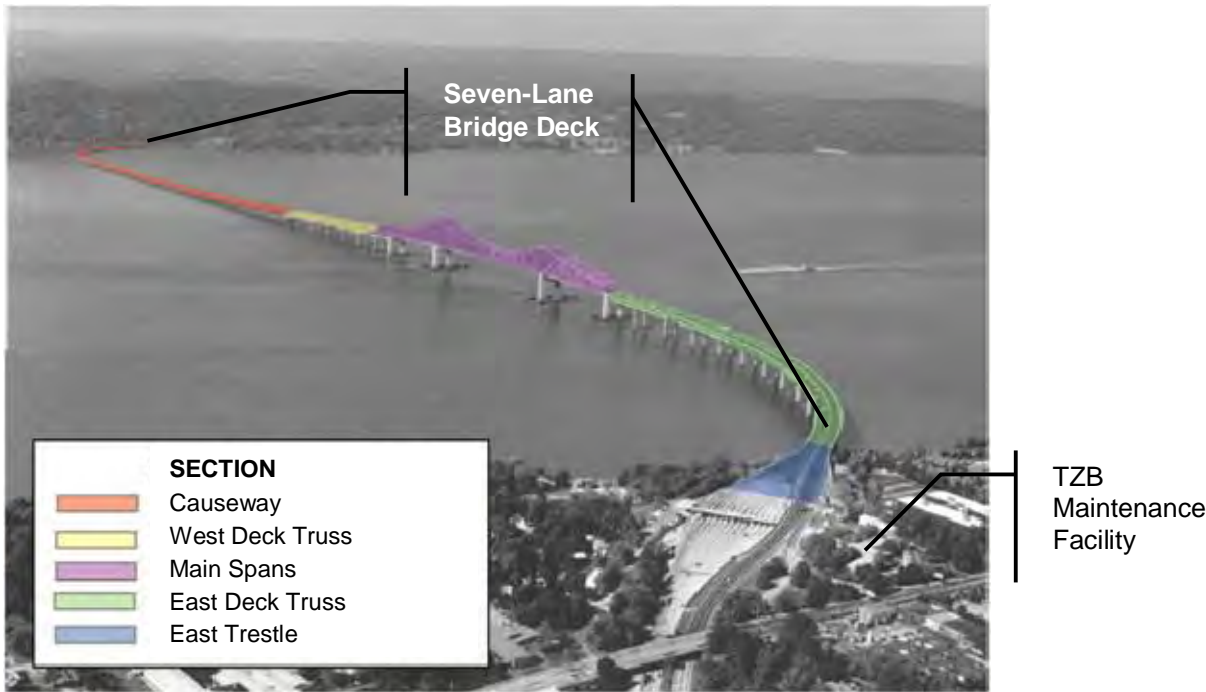 Seven-Lane
Bridge Deck
SECTION
Causeway
West Deck Truss
Main Spans
East Deck Truss
East Trestle
TZB
Maintenance
Facility